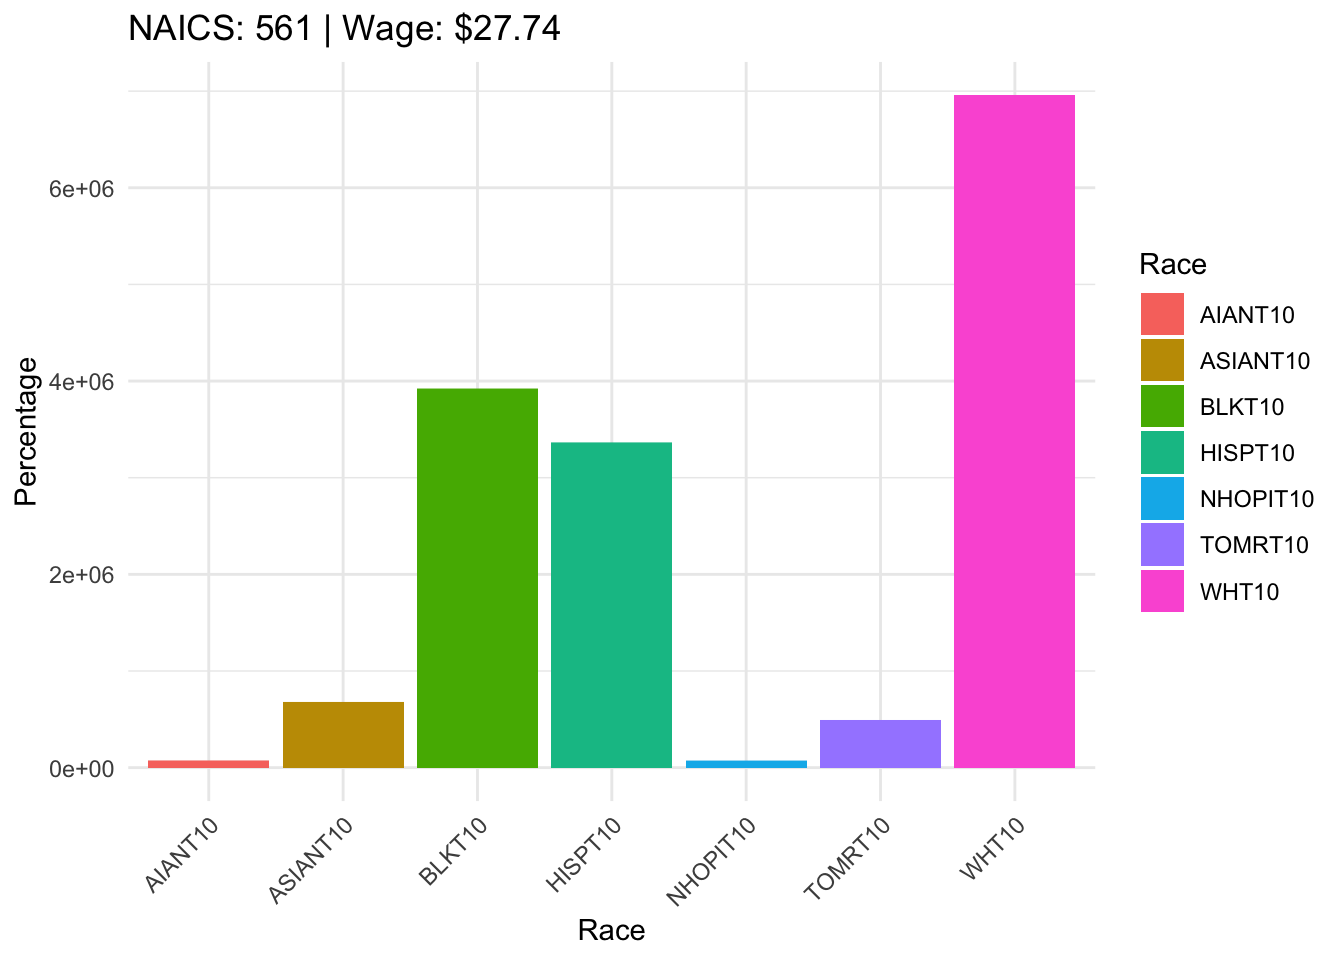 NAICS: 561 | Wage: $27.74
Percentage
6e+06
4e+06
2e+06
0e+00
AIANT10
ASIANT10
BLKT10
HISPT10
NHOPIT10
TOMRT10
WHT10
Race
Race
AIANT10
ASIANT10
BLKT10
HISPT10
NHOPIT10
TOMRT10
WHT10